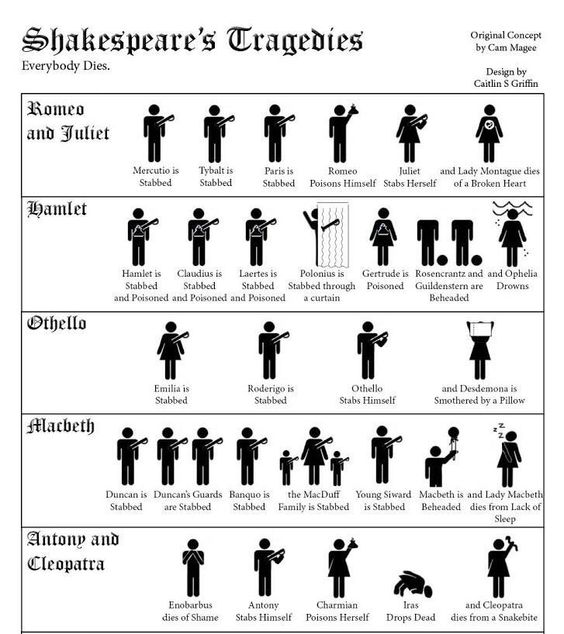 Shakespeare's Tragedies
Everybody Dies.
Original Concept
by Cam Magee
Design by
Caitlin S Griffin
Romeo
and Juliet
Mercutio is
Stabbed
Tybalt is
Stabbed
Paris is
Stabbed
Romeo
Poisons Himself
Juliet
Stabs Herself
and Lady Montague dies
of a Broken Heart
Hamlet
Hamlet is
Stabbed
and Poisoned
Claudius is
Stabbed
and Poisoned
Laertes is
Stabbed
and Poisoned
Polonius is
Stabbed through
a curtain
Gertrude is
Poisoned
Rosencrantz and
Guildenstern are
Beheaded
and Ophelia
Drowns
Othello
Emilia is
Stabbed
Roderigo is
Stabbed
Othello
Stabs Himself
and Desdemona is
Smothered by a Pillow
Macbeth
Duncan is
Stabbed
Duncan's Guards
are Stabbed
Banquo is
Stabbed
the MacDuff
Family is Stabbed
Young Siward
is Stabbed
Macbeth is
Beheaded
and Lady Macbeth
dies from Lack of
Sleep
zzz
Antony and
Cleopatra
Enobarbus
dies of Shame
Antony
Stabs Himself
Charmian
Poisons Herself
Iras
Drops Dead
and Cleopatra
dies from a Snakebite